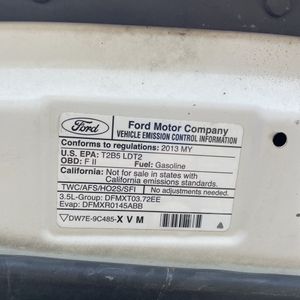 Ford
Ford Motor Company
VEHICLE EMISSION CONTROL INFORMATION
Conforms to regulations: 2013 MY
U.S. EPA: T2B5 LDT2
OBD: F II Fuel: Gasoline
California: Not for sale in states with
California Emissions Standards.
TWC/AFS/HO2S/SFI No adjustments needed.
3.5L-Group: DFMXT03.72EE
Evap: DFMXR0145ABB
DW7E-9C485-X V M